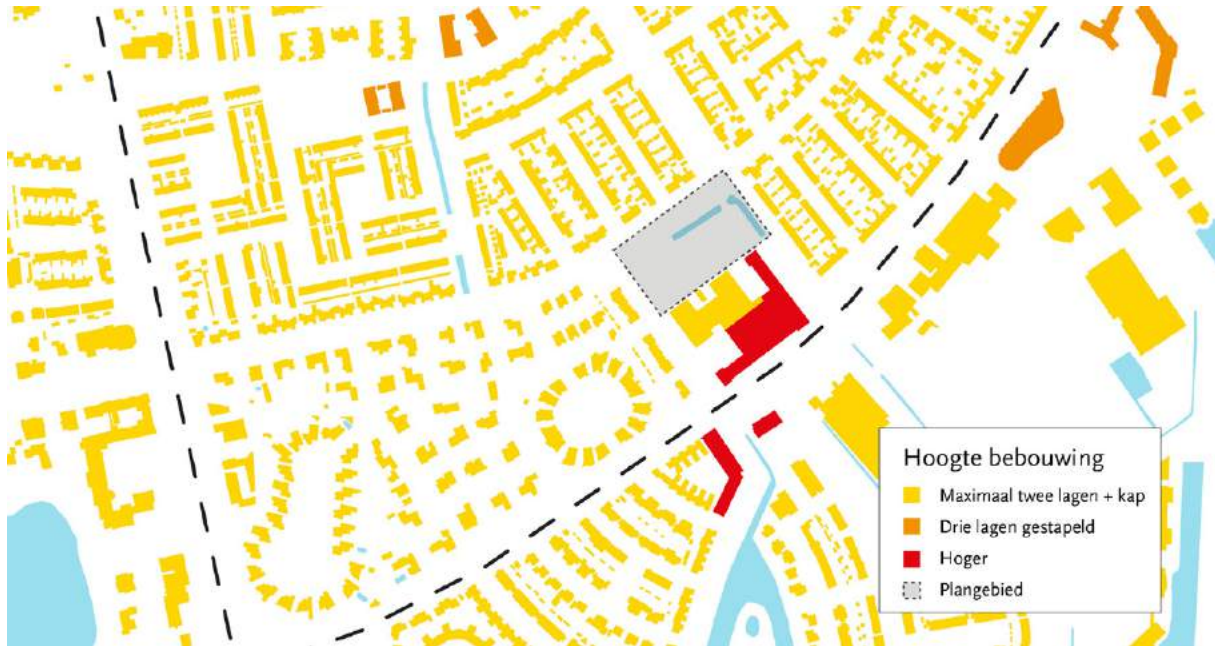 Hoogte bebouwing
Maximaal twee lagen + kap
Drie lagen gestapeld
Hoger
Plangebied